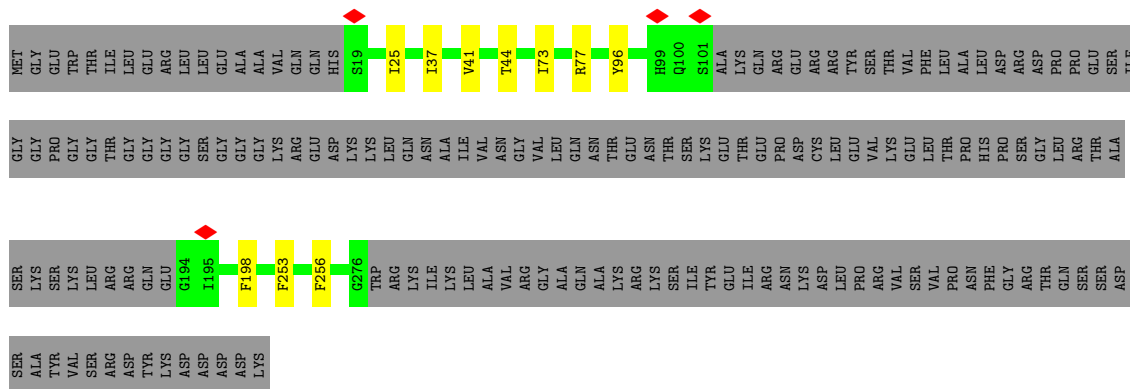 MET GLY GLU TRP THR ILE LEU GLU ARG LEU LEU GLU ALA ALA VAL GLN GLN HIS S19 I25 I37 V41 T44 I73 R77 Y96 H99 Q100 S101 ALA LYS GLN ARG GLU ARG ARG TYR SER THR VAL PHE LEU ALA LEU ASP ARG ASP PRO PRO GLU SER ILE
GLY GLY PRO GLY GLY THR GLY GLY GLY GLY SER GLY GLY GLY GLY LYS ARG GLU ASP LYS LYS LEU GLN ASN ALA ILE VAL ASN GLY VAL LEU GLN ASN THR GLU ASN THR SER LYS GLU THR GLU PRO ASP CYS LEU GLU VAL LYS GLU LEU THR PRO HIS PRO SER GLY LEU ARG THR ALA
SER LYS SER LYS LEU ARG ARG GLN GLU G194 I195 F198 F253 F256 G276 TRP ARG LYS ILE LYS LEU ALA VAL ARG GLY ALA GLN ALA LYS ARG LYS SER ILE TYR GLU ILE ARG ASN LYS ASP LEU PRO ARG VAL SER VAL PRO ASN PHE GLY ARG THR GLN SER SER ASP
SER ALA TYR VAL SER ARG ASP TYR LYS ASP ASP ASP ASP LYS